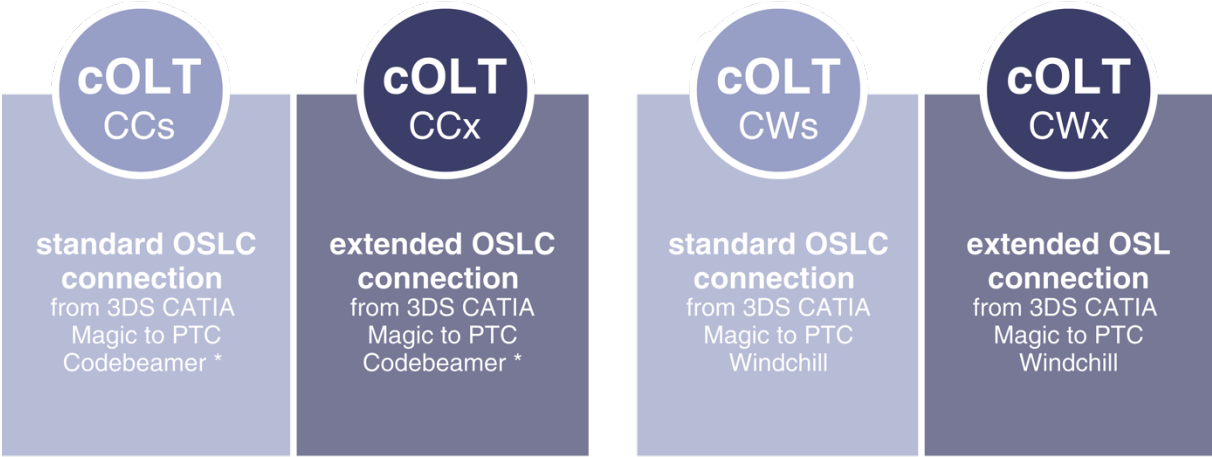 cOLT
CCs
standard OSLC
connection
from 3DS CATIA
Magic to PTC
Codebeamer *
cOLT
CCx
extended OSLC
connection
from 3DS CATIA
Magic to PTC
Codebeamer *
cOLT
CWs
standard OSLC
connection
from 3DS CATIA
Magic to PTC
Windchill
cOLT
CWx
extended OSL
connection
from 3DS CATIA
Magic to PTC
Windchill